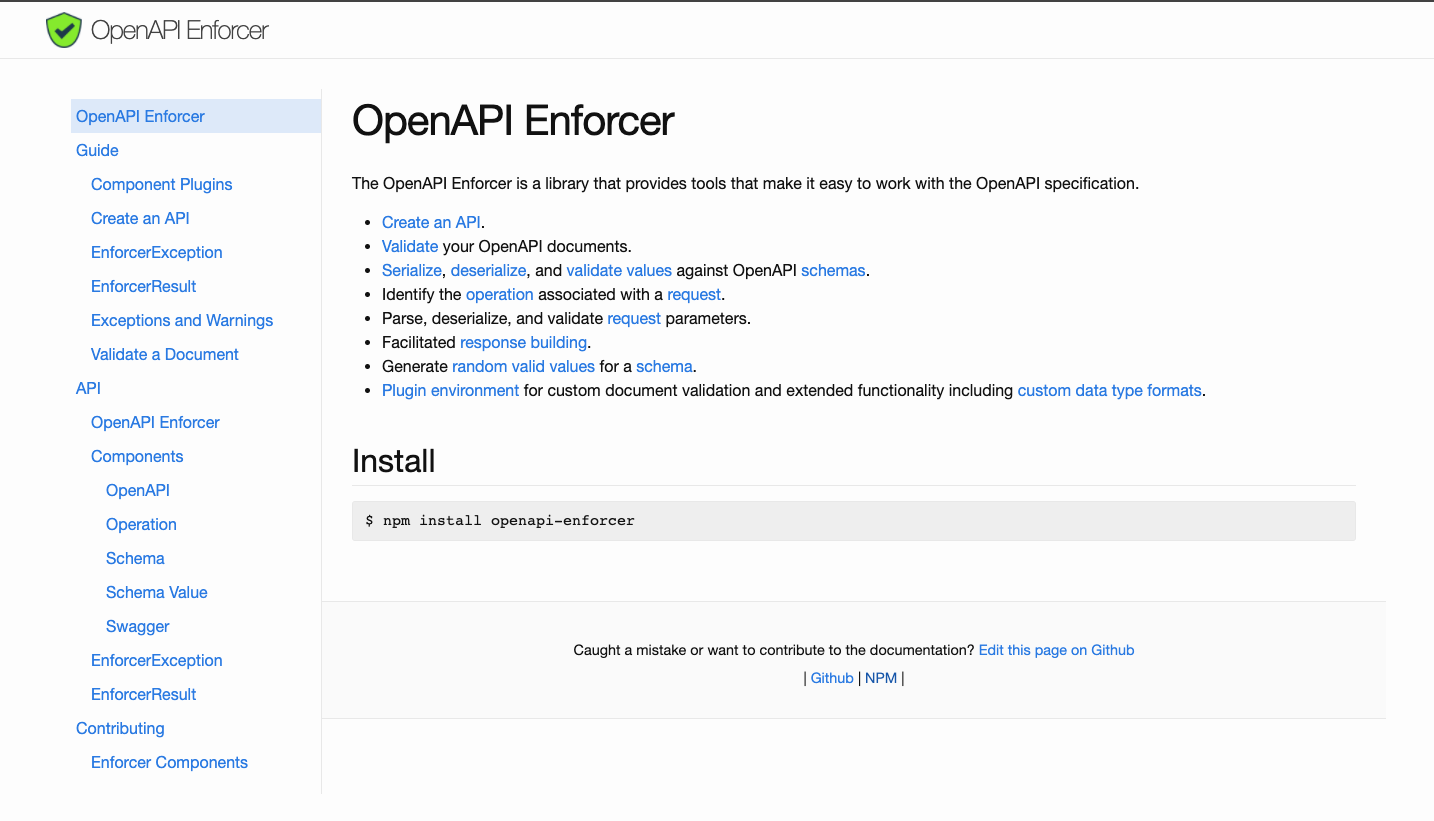 OpenAPI Enforcer
OpenAPI Enforcer
Guide
Component Plugins
Create an API
EnforcerException
EnforcerResult
Exceptions and Warnings
Validate a Document
API
OpenAPI Enforcer
Components
OpenAPI
Operation
Schema
Schema Value
Swagger
EnforcerException
EnforcerResult
Contributing
Enforcer Components
OpenAPI Enforcer
The OpenAPI Enforcer is a library that provides tools that make it easy to work with the OpenAPI specification.
• Create an API.
• Validate your OpenAPI documents.
• Serialize, deserialize, and validate values against OpenAPI schemas.
• Identify the operation associated with a request.
• Parse, deserialize, and validate request parameters.
• Facilitated response building.
• Generate random valid values for a schema.
• Plugin environment for custom document validation and extended functionality including custom data type formats.
Install
$ npm install openapi-enforcer
Caught a mistake or want to contribute to the documentation? Edit this page on Github
| Github | NPM |